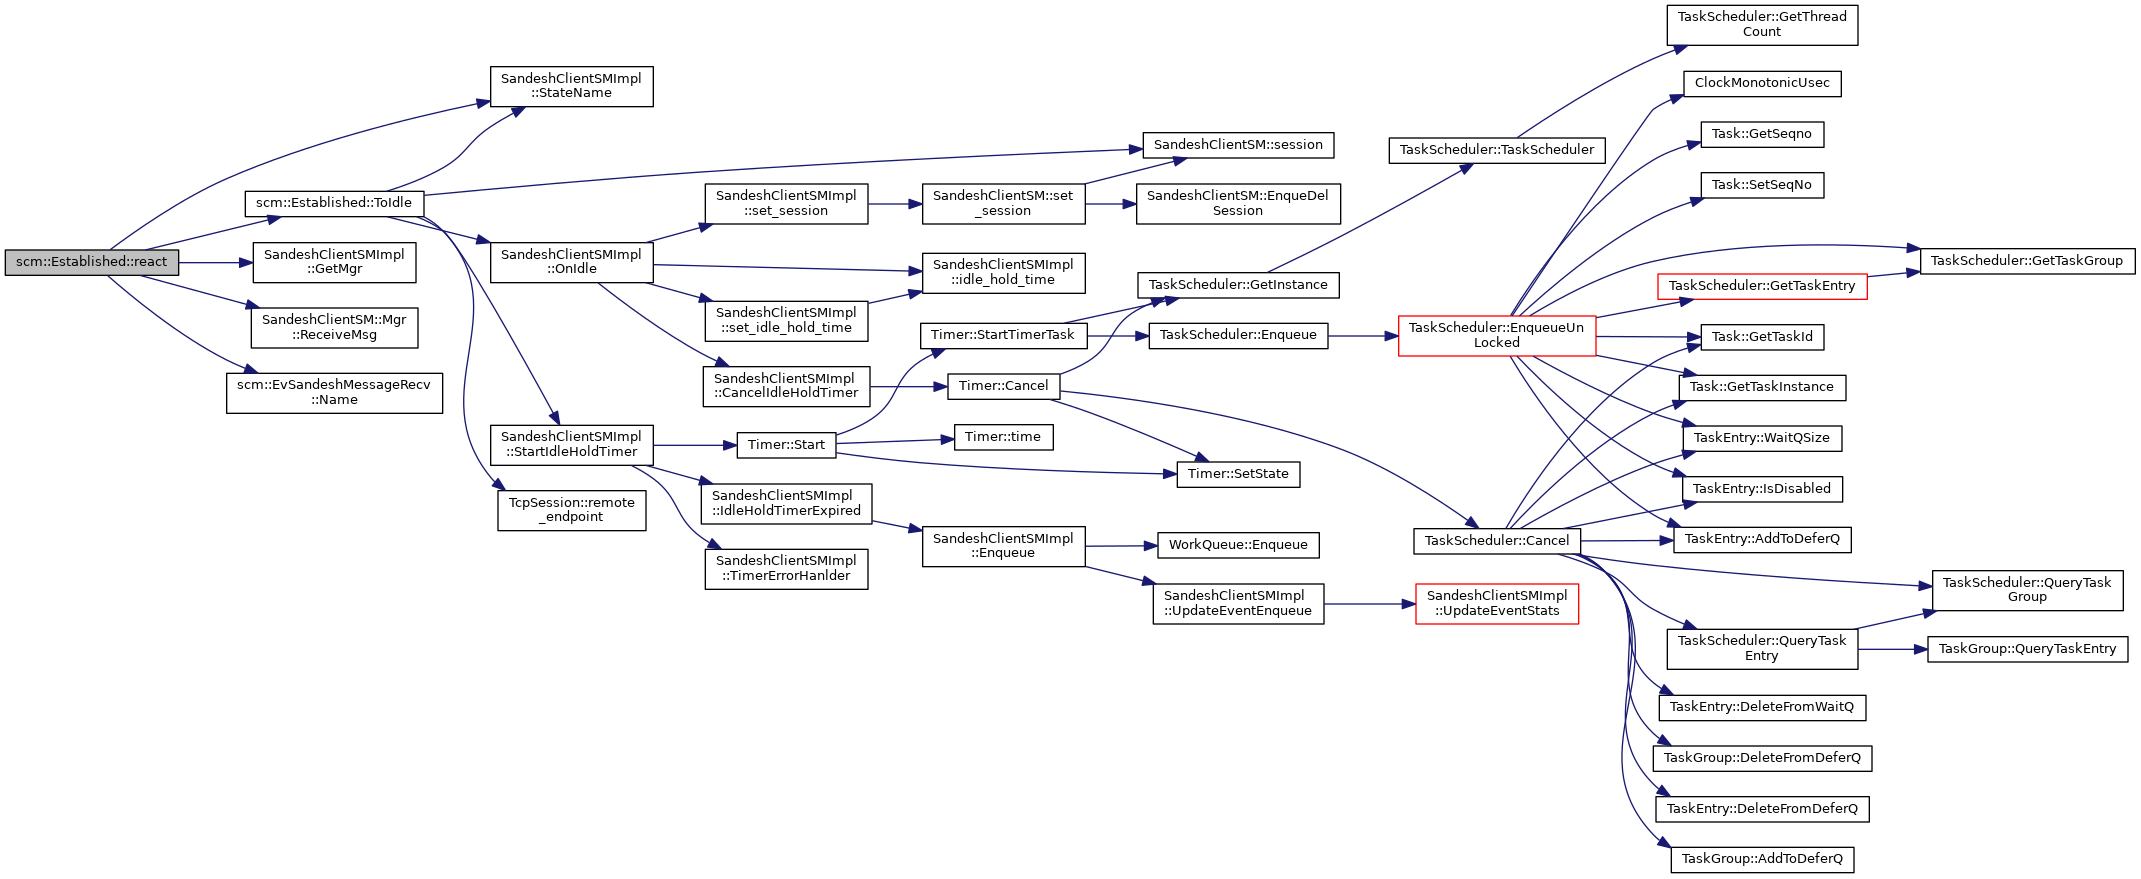 scm::Established::react
SandeshClientSMImpl
::StateName
scm::Established::ToIdle
SandeshClientSMImpl
::GetMgr
SandeshClientSM::Mgr
::ReceiveMsg
scm::EvSandeshMessageRecv
::Name
SandeshClientSMImpl
::OnIdle
SandeshClientSMImpl
::StartIdleHoldTimer
TcpSession::remote
_endpoint
SandeshClientSMImpl
::set_session
SandeshClientSMImpl
::set_idle_hold_time
SandeshClientSMImpl
::CancelIdleHoldTimer
Timer::Start
SandeshClientSMImpl
::IdleHoldTimerExpired
SandeshClientSMImpl
::TimerErrorHanlder
SandeshClientSM::set
_session
SandeshClientSMImpl
::idle_hold_time
Timer::StartTimerTask
Timer::Cancel
Timer::time
SandeshClientSMImpl
::Enqueue
SandeshClientSM::session
SandeshClientSM::EnqueDel
Session
TaskScheduler::GetInstance
TaskScheduler::Enqueue
Timer::SetState
WorkQueue::Enqueue
SandeshClientSMImpl
::UpdateEventEnqueue
TaskScheduler::TaskScheduler
TaskScheduler::EnqueueUn
Locked
TaskScheduler::Cancel
SandeshClientSMImpl
::UpdateEventStats
TaskScheduler::GetThread
Count
ClockMonotonicUsec
Task::GetSeqno
Task::SetSeqNo
TaskScheduler::GetTaskGroup
TaskScheduler::GetTaskEntry
Task::GetTaskId
Task::GetTaskInstance
TaskEntry::WaitQSize
TaskEntry::IsDisabled
TaskEntry::AddToDeferQ
TaskScheduler::QueryTask
Group
TaskScheduler::QueryTask
Entry
TaskGroup::QueryTaskEntry
TaskEntry::DeleteFromWaitQ
TaskGroup::DeleteFromDeferQ
TaskEntry::DeleteFromDeferQ
TaskGroup::AddToDeferQ